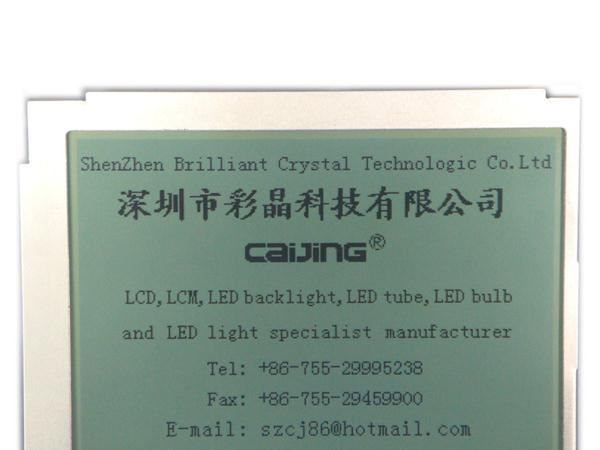 ShenZhen Brilliant Crystal Technologic Co.Ltd
深圳市彩晶科技有限公司
CAIJING®
LCD,LCM,LED backlight,LED tube,LED bulb
and LED light specialist manufacturer
Tel: +86-755-29995238
Fax: +86-755-29459900
E-mail: szcj86@hotmail.com